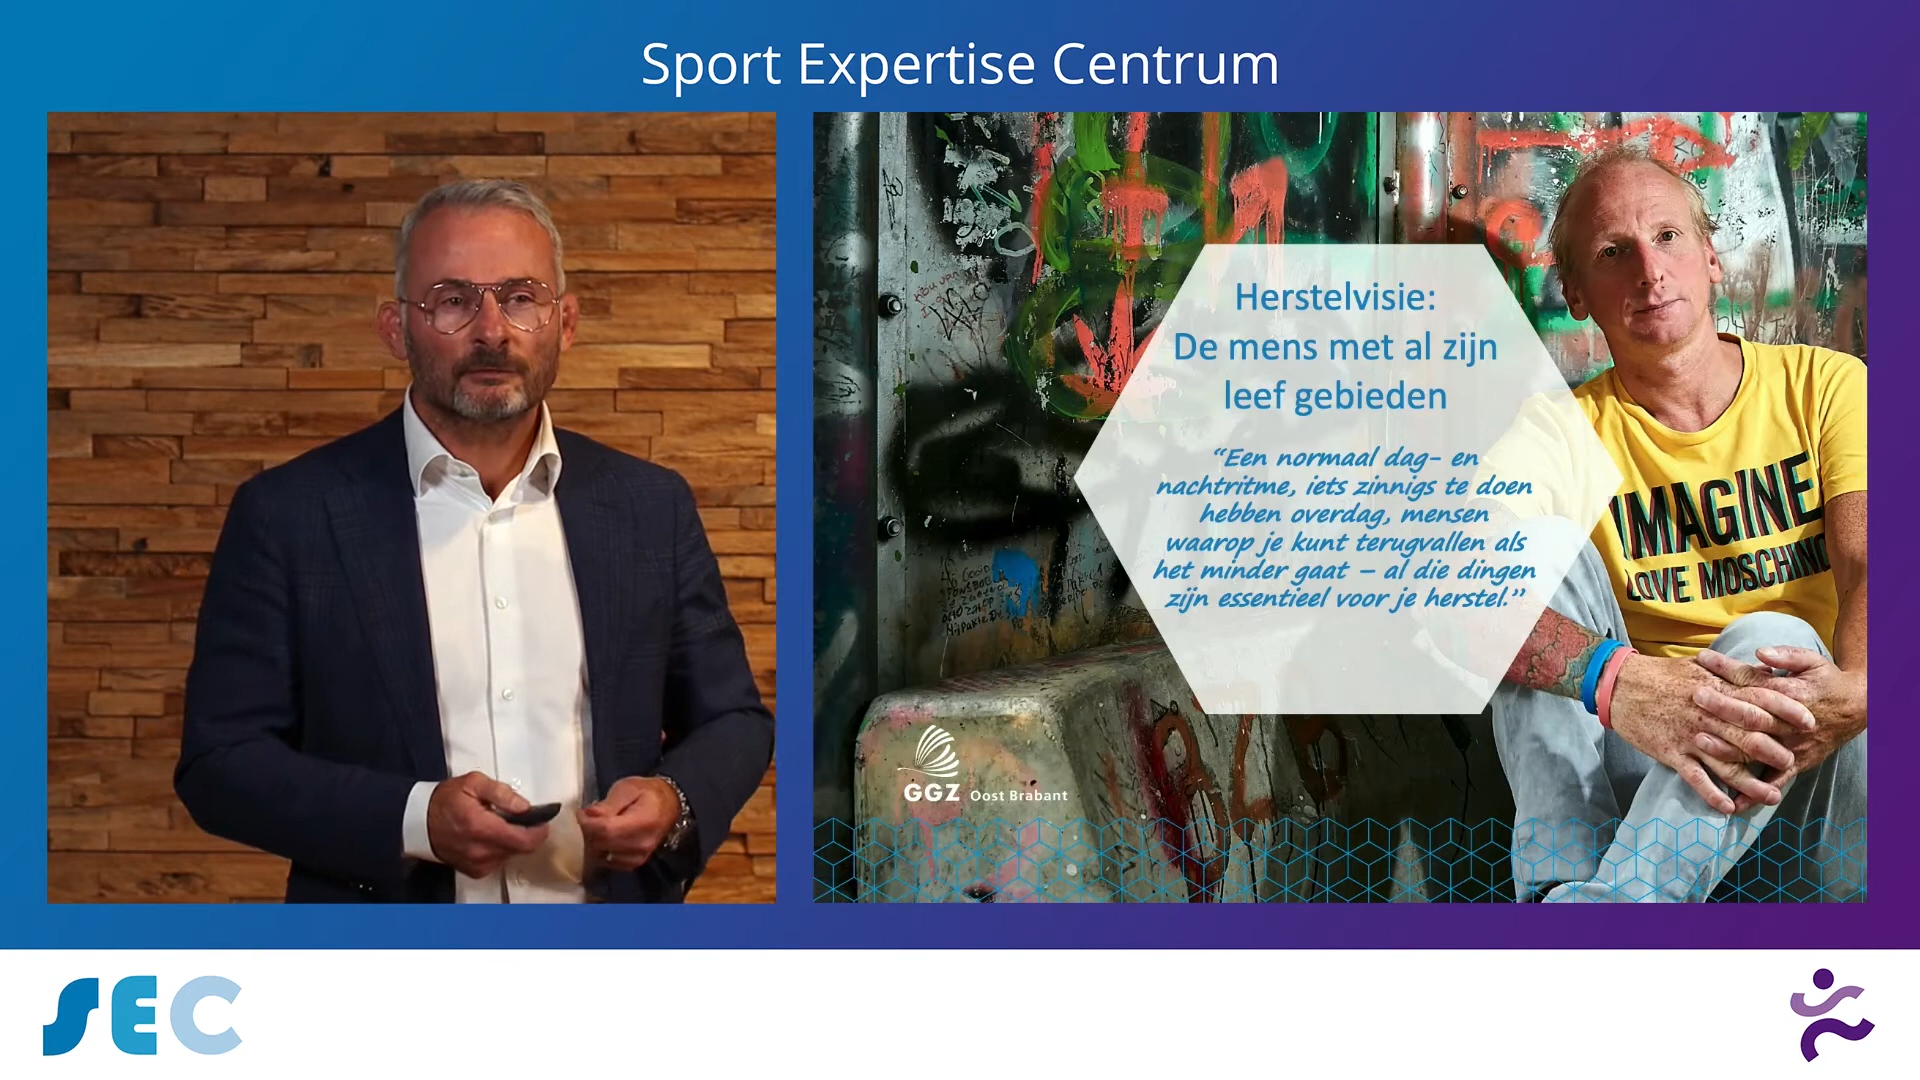 Sport Expertise Centrum
Herstelvisie:
De mens met al zijn
leef gebieden
“Een normaal dag- en
nachtritme, iets zinnigs te doen
hebben overdag, mensen
waarop je kunt terugvallen als
het minder gaat – al die dingen
zijn essentieel voor je herstel.”
IMAGINE
LOVE MOSCHINO
GGZ Oost Brabant
SEC